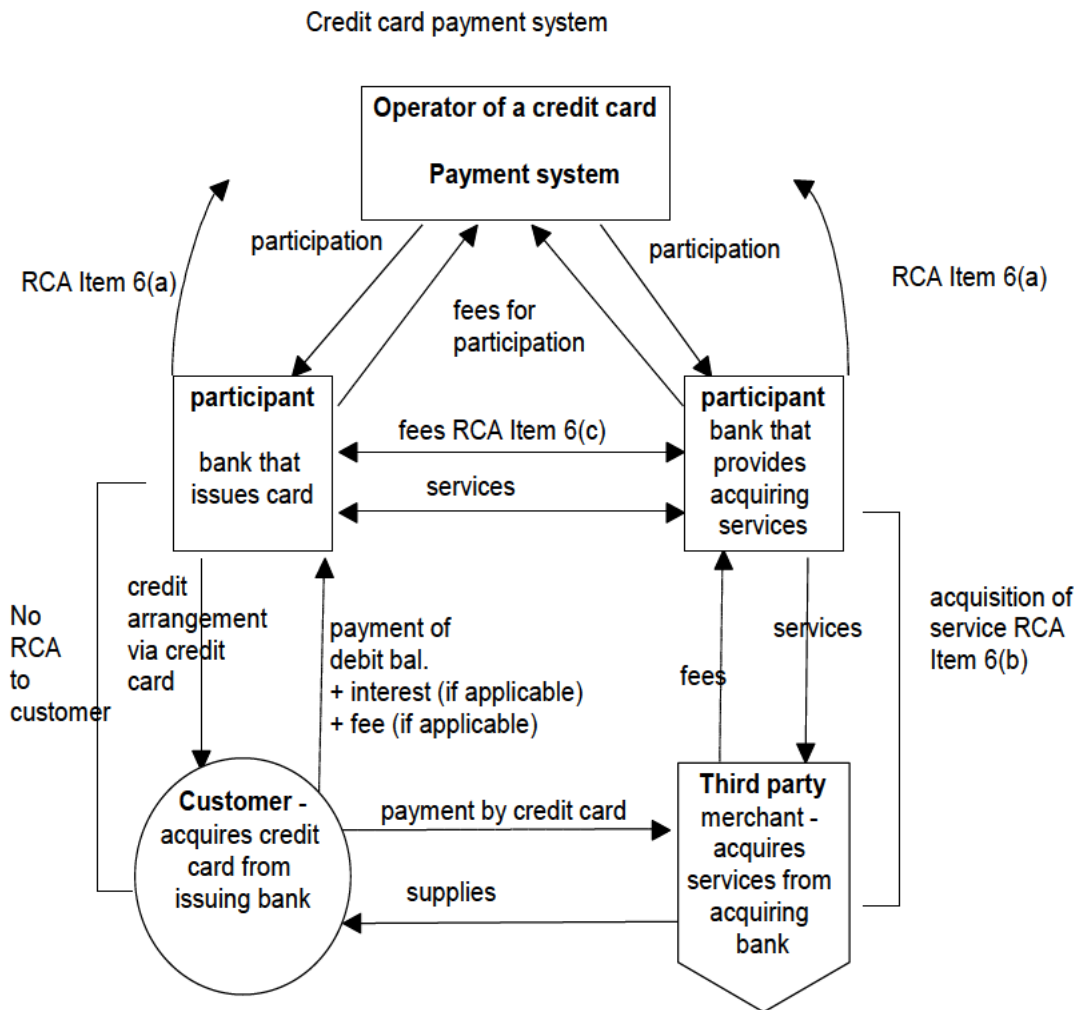 Credit card payment system
Operator of a credit card
Payment system
participation
participation
RCA Item 6(a)
RCA Item 6(a)
fees for
participation
participant
bank that
issues card
fees RCA Item 6(c)
services
participant
bank that
provides
acquiring
services
No
RCA
to
customer
credit
arrangement
via credit
card
payment of
debit bal.
+ interest (if applicable)
+ fee (if applicable)
fees
services
acquisition of
service RCA
Item 6(b)
Customer -
acquires credit
card from
issuing bank
payment by credit card
supplies
Third party
merchant -
acquires
services from
acquiring
bank